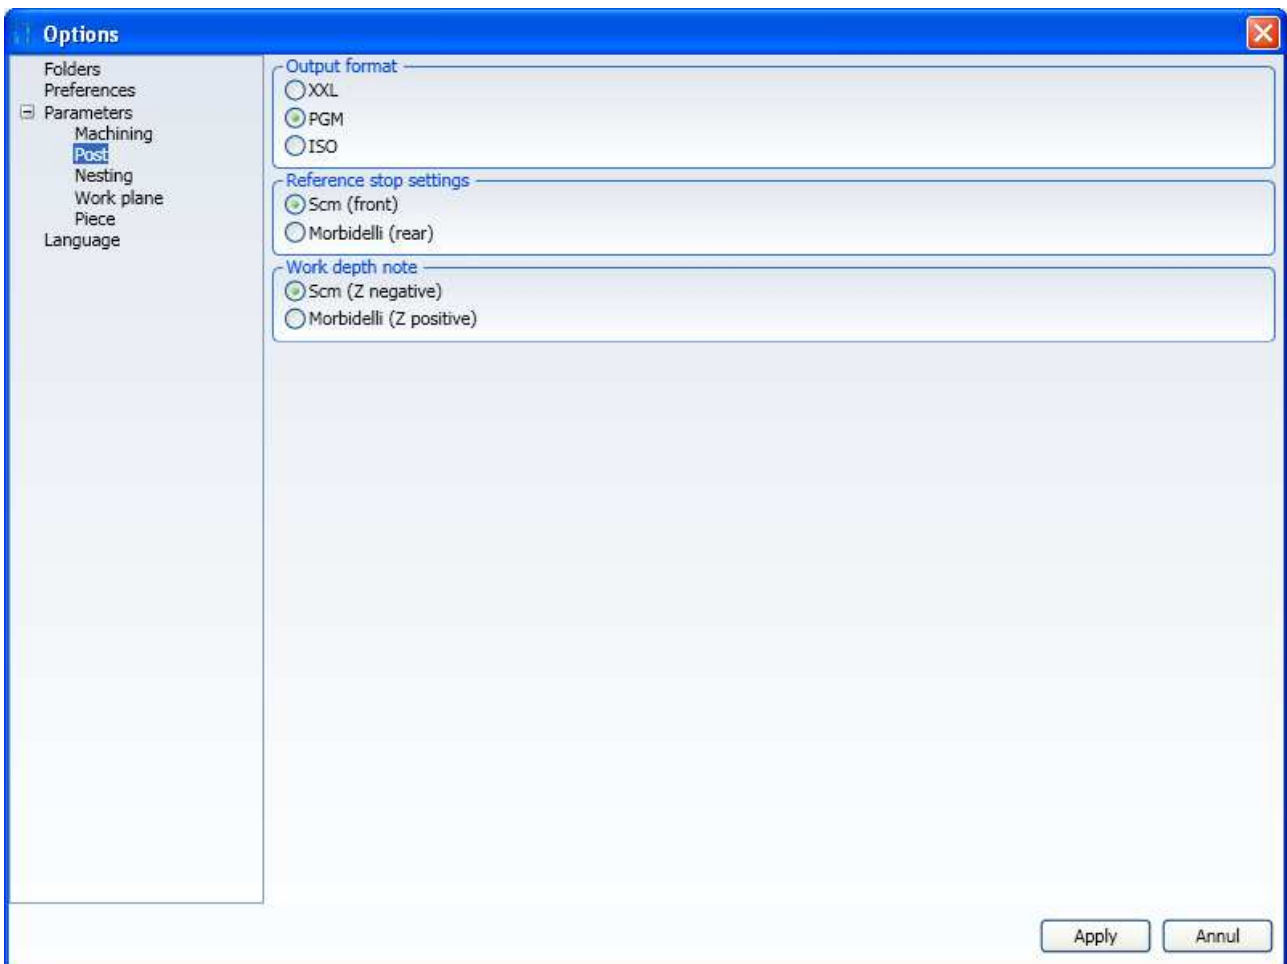 Options
Folders
Preferences
Parameters
Machining
Post
Nesting
Work plane
Piece
Language
Output format
XXL
PGM
ISO
Reference stop settings
Scm (front)
Morbidelli (rear)
Work depth note
Scm (Z negative)
Morbidelli (Z positive)
Apply
Annul